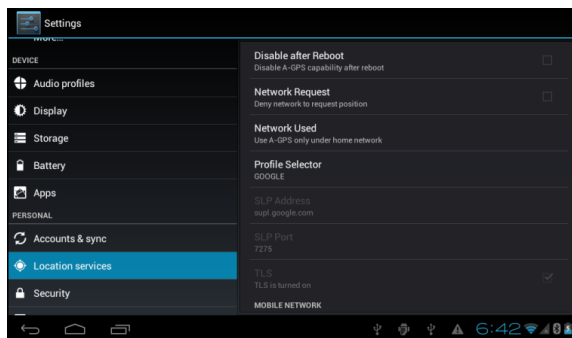 Settings
More...
DEVICE
Audio profiles
Display
Storage
Battery
Apps
PERSONAL
Accounts & sync
Location services
Security
Disable after Reboot
Disable A-GPS capability after reboot
Network Request
Deny network to request position
Network Used
Use A-GPS only under home network
Profile Selector
GOOGLE
SLP Address
supl.google.com
SLP Port
7275
TLS
TLS is turned on
MOBILE NETWORK
6:42